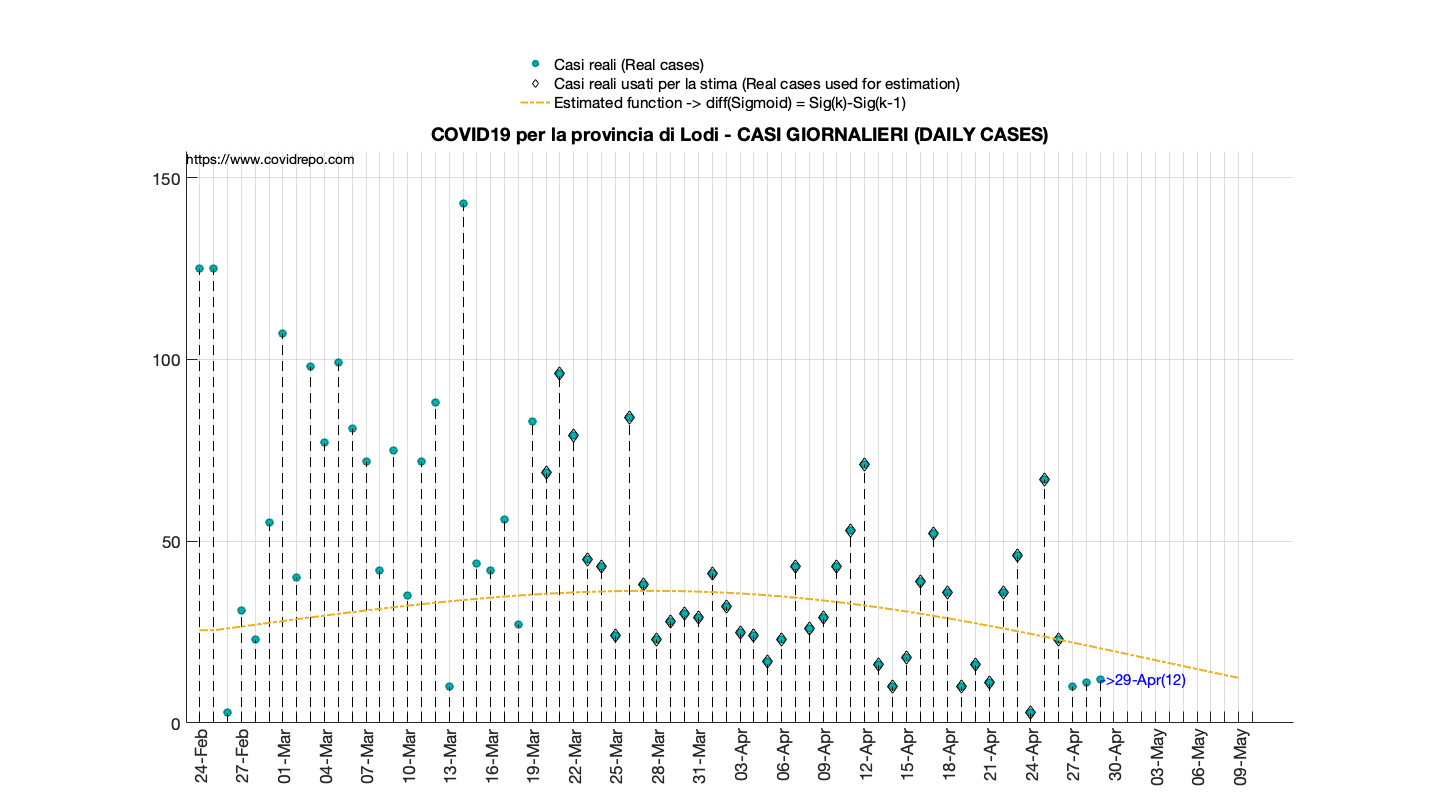 Casi reali (Real cases)
Casi reali usati per la stima (Real cases used for estimation)
Estimated function -> diff(Sigmoid) = Sig(k)-Sig(k-1)
COVID19 per la provincia di Lodi - CASI GIORNALIERI (DAILY CASES)
https://www.covidrepo.com
150
100
50
0
->29-Apr(12)
24-Feb
27-Feb
01-Mar
04-Mar
07-Mar
10-Mar
13-Mar
16-Mar
19-Mar
22-Mar
25-Mar
28-Mar
31-Mar
03-Apr
06-Apr
09-Apr
12-Apr
15-Apr
18-Apr
21-Apr
24-Apr
27-Apr
30-Apr
03-May
06-May
09-May